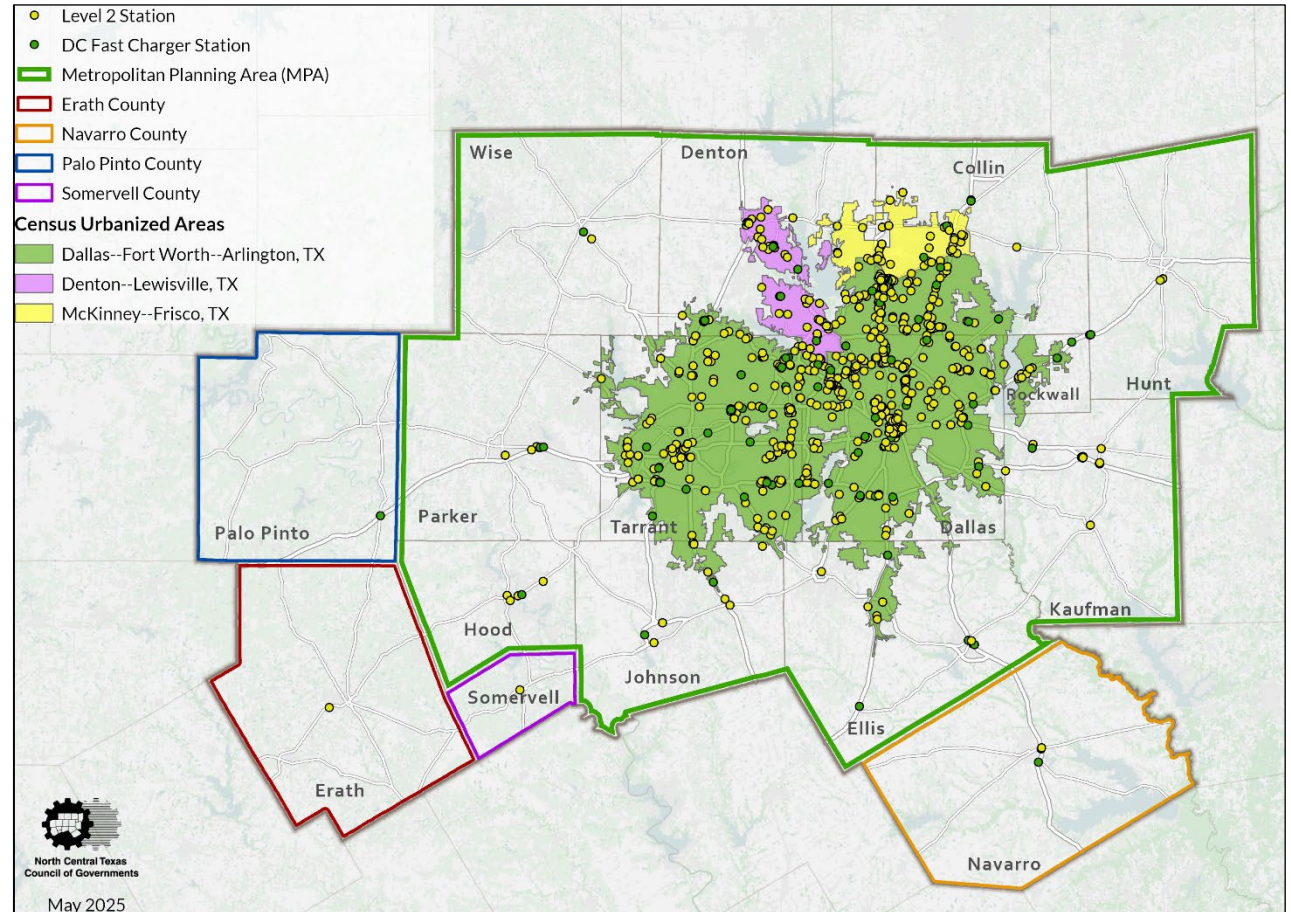 Level 2 Station
DC Fast Charger Station
Metropolitan Planning Area (MPA)
Erath County
Navarro County
Palo Pinto County
Somervell County
Census Urbanized Areas
Dallas--Fort Worth--Arlington, TX
Denton--Lewisville, TX
McKinney--Frisco, TX
Wise
Denton
Collin
Rockwall
Hunt
Palo Pinto
Parker
Tarrant
Dallas
Hood
Kaufman
Somervell
Johnson
Ellis
Erath
Navarro
North Central Texas
Council of Governments
May 2025